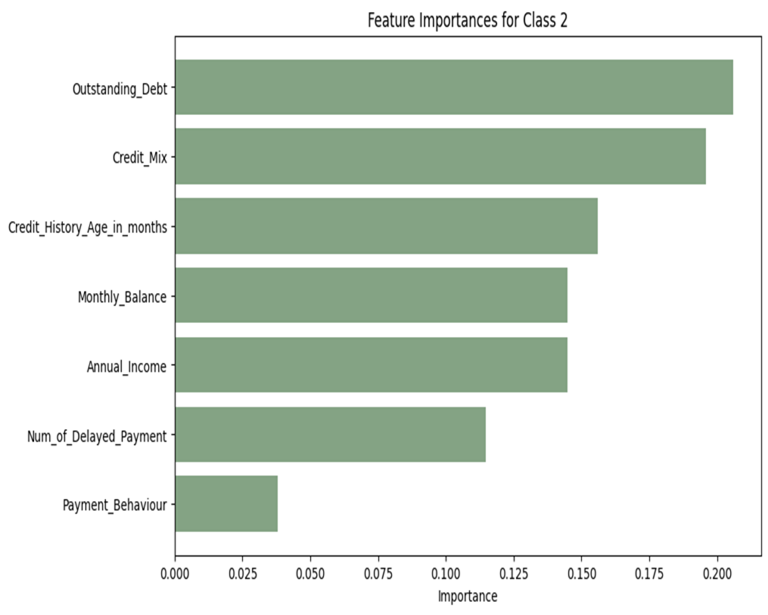 Feature Importances for Class 2
Outstanding_Debt
Credit_Mix
Credit_History_Age_in_months
Monthly_Balance
Annual_Income
Num_of_Delayed_Payment
Payment_Behaviour
0.000 0.025 0.050 0.075 0.100 0.125 0.150 0.175 0.200
Importance